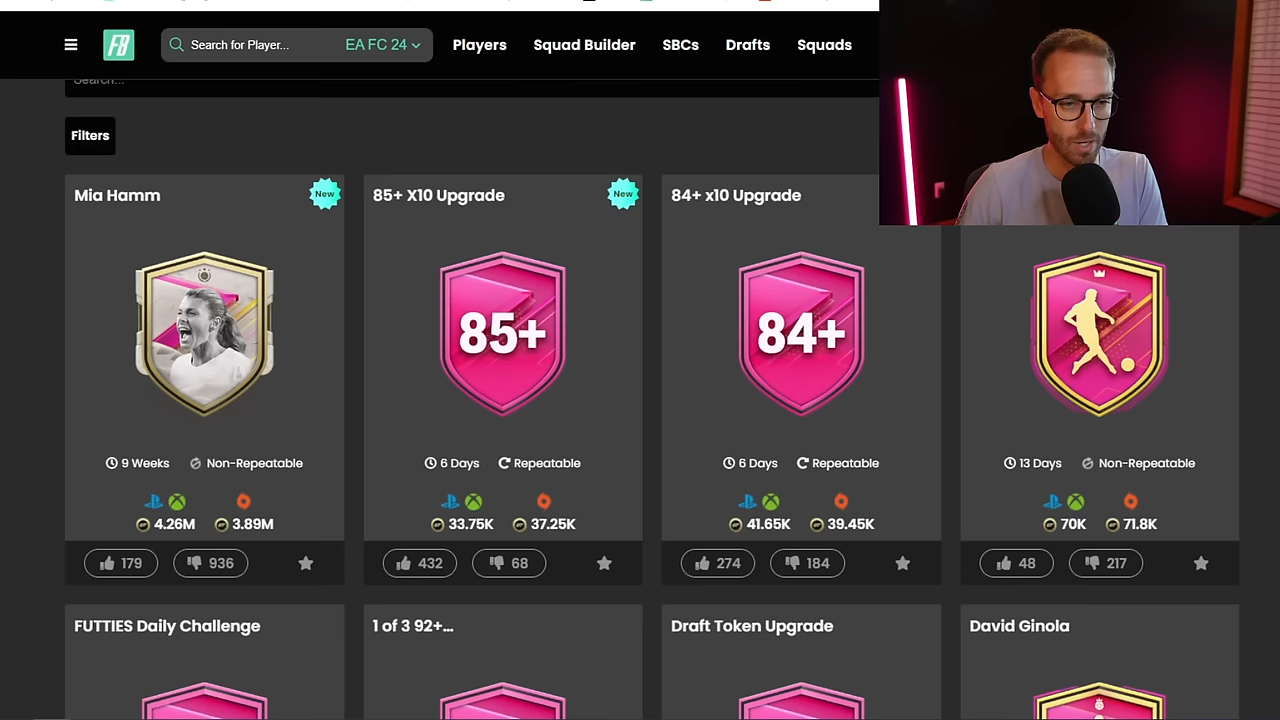 FB
Search for Player...
EA FC 24
Players
Squad Builder
SBCs
Drafts
Squads
Search...
Filters
Mia Hamm
New
9 Weeks
Non-Repeatable
4.26M
3.89M
179
936
85+ X10 Upgrade
New
85+
6 Days
Repeatable
33.75K
37.25K
432
68
84+ x10 Upgrade
84+
6 Days
Repeatable
41.65K
39.45K
274
184
13 Days
Non-Repeatable
70K
71.8K
48
217
FUTTIES Daily Challenge
1 of 3 92+...
Draft Token Upgrade
David Ginola